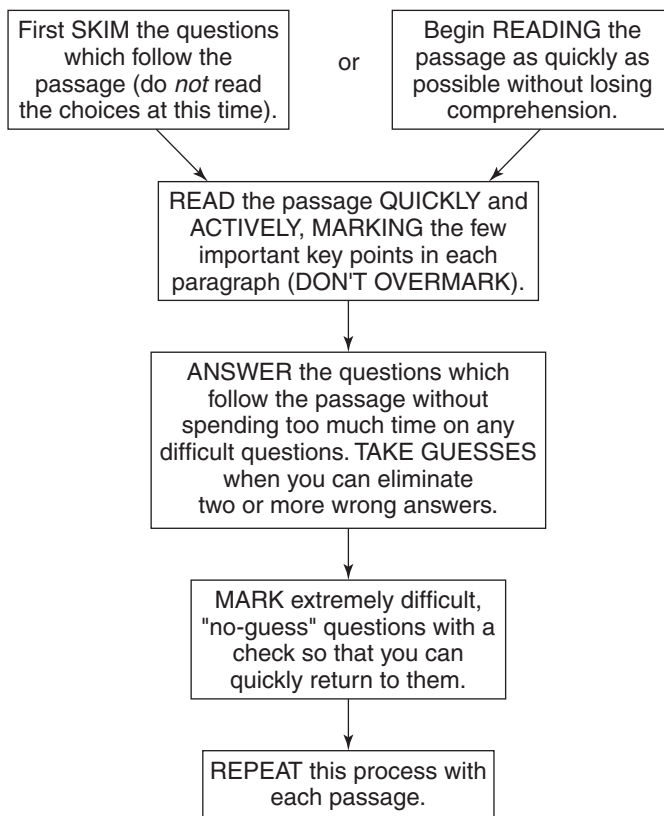 First SKIM the questions
which follow the
passage (do not read
the choices at this time).
or
Begin READING the
passage as quickly as
possible without losing
comprehension.
READ the passage QUICKLY and
ACTIVELY, MARKING the few
important key points in each
paragraph (DON'T OVERMARK).
ANSWER the questions which
follow the passage without
spending too much time on any
difficult questions. TAKE GUESSES
when you can eliminate
two or more wrong answers.
MARK extremely difficult,
"no-guess" questions with a
check so that you can
quickly return to them.
REPEAT this process with
each passage.